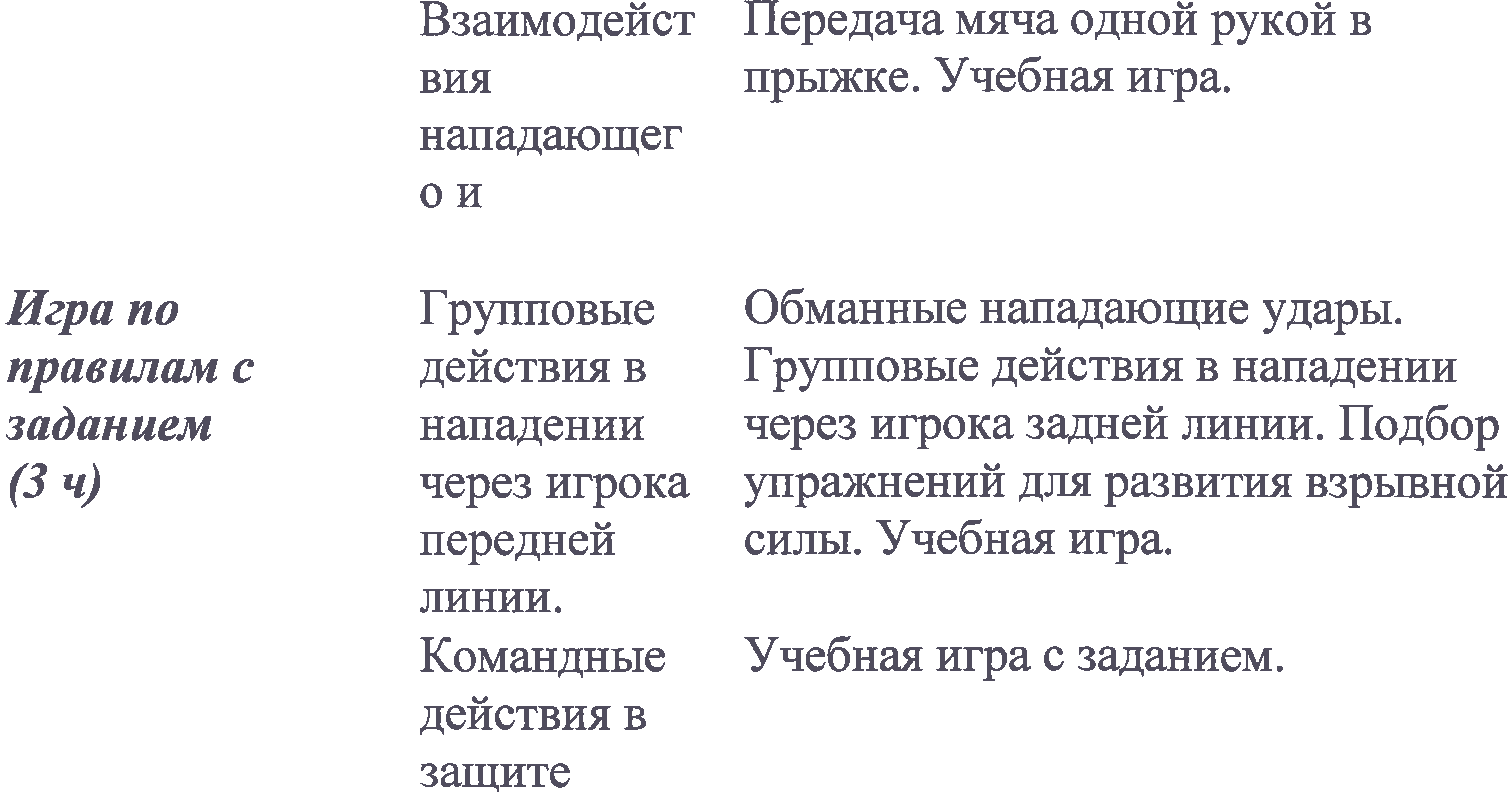 Взаимодейст
вия
нападающег
о и
Передача мяча одной рукой в
прыжке. Учебная игра.
Игра по
правилам с
заданием
(3 ч)
Групповые
действия в
нападении
через игрока
передней
линии.
Обманные нападающие удары.
Групповые действия в нападении
через игрока задней линии. Подбор
упражнений для развития взрывной
силы. Учебная игра.
Командные
действия в
защите
Учебная игра с заданием.